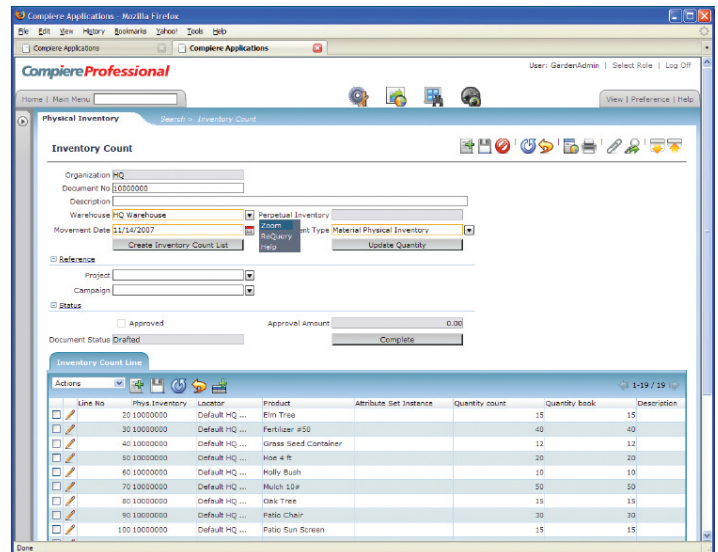 Compiere Applications - Mozilla Firefox
File Edit View History Bookmarks Yahoo! Tools Help
Compiere Applications Compiere Applications
CompiereProfessional
User: GardenAdmin | Select Role | Log Off
Home | Main Menu View | Preference | Help
Physical Inventory Search > Inventory Count
Inventory Count
Organization HQ
Document No 10000000
Description
Warehouse HQ Warehouse Perpetual Inventory
Movement Date 11/14/2007 Zoom ent Type Material Physical Inventory
ReQuery
Help
Create Inventory Count List Update Quantity
Reference
Project
Campaign
Status
Approved Approval Amount 0.00
Document Status Drafted Complete
Inventory Count Line
Actions 1-19 / 19
Line No Phys.Inventory Locator Product Attribute Set Instance Quantity count Quantity book Description
20 10000000 Default HQ ... Elm Tree 15 15
30 10000000 Default HQ ... Fertilizer #50 40 40
40 10000000 Default HQ ... Grass Seed Container 12 12
50 10000000 Default HQ ... Hoe 4 ft 20 20
60 10000000 Default HQ ... Holly Bush 10 10
70 10000000 Default HQ ... Mulch 10# 50 50
80 10000000 Default HQ ... Oak Tree 15 15
90 10000000 Default HQ ... Patio Chair 30 30
100 10000000 Default HQ ... Patio Sun Screen 15 15
Done